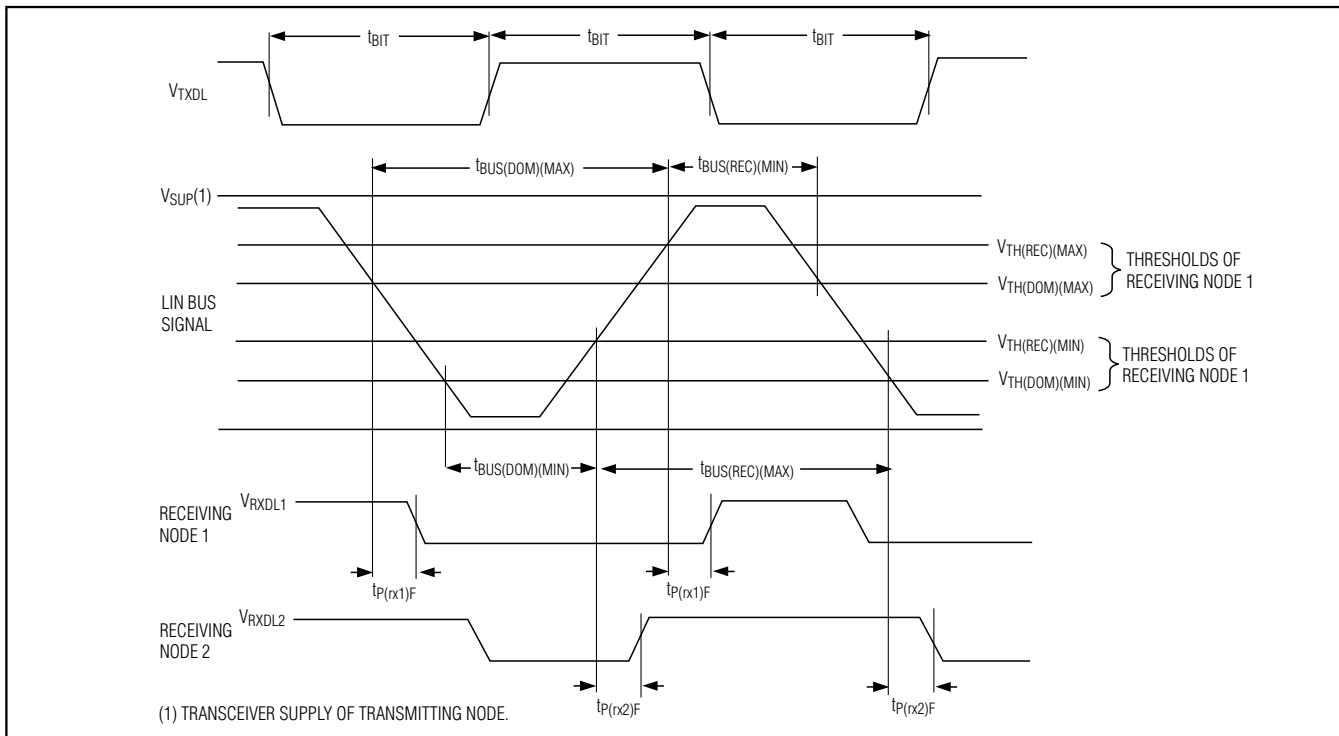 tBIT tBIT tBIT
VTXDL
tBUS(DOM)(MAX) tBUS(REC)(MIN)
VSUP(1)
VTH(REC)(MAX)
VTH(DOM)(MAX)
THRESHOLDS OF
RECEIVING NODE 1
LIN BUS
SIGNAL
VTH(REC)(MIN)
VTH(DOM)(MIN)
THRESHOLDS OF
RECEIVING NODE 1
tBUS(DOM)(MIN) tBUS(REC)(MAX)
RECEIVING
NODE 1
VRXDL1
tP(rx1)F tP(rx1)F
RECEIVING
NODE 2
VRXDL2
tP(rx2)F tP(rx2)F
(1) TRANSCEIVER SUPPLY OF TRANSMITTING NODE.